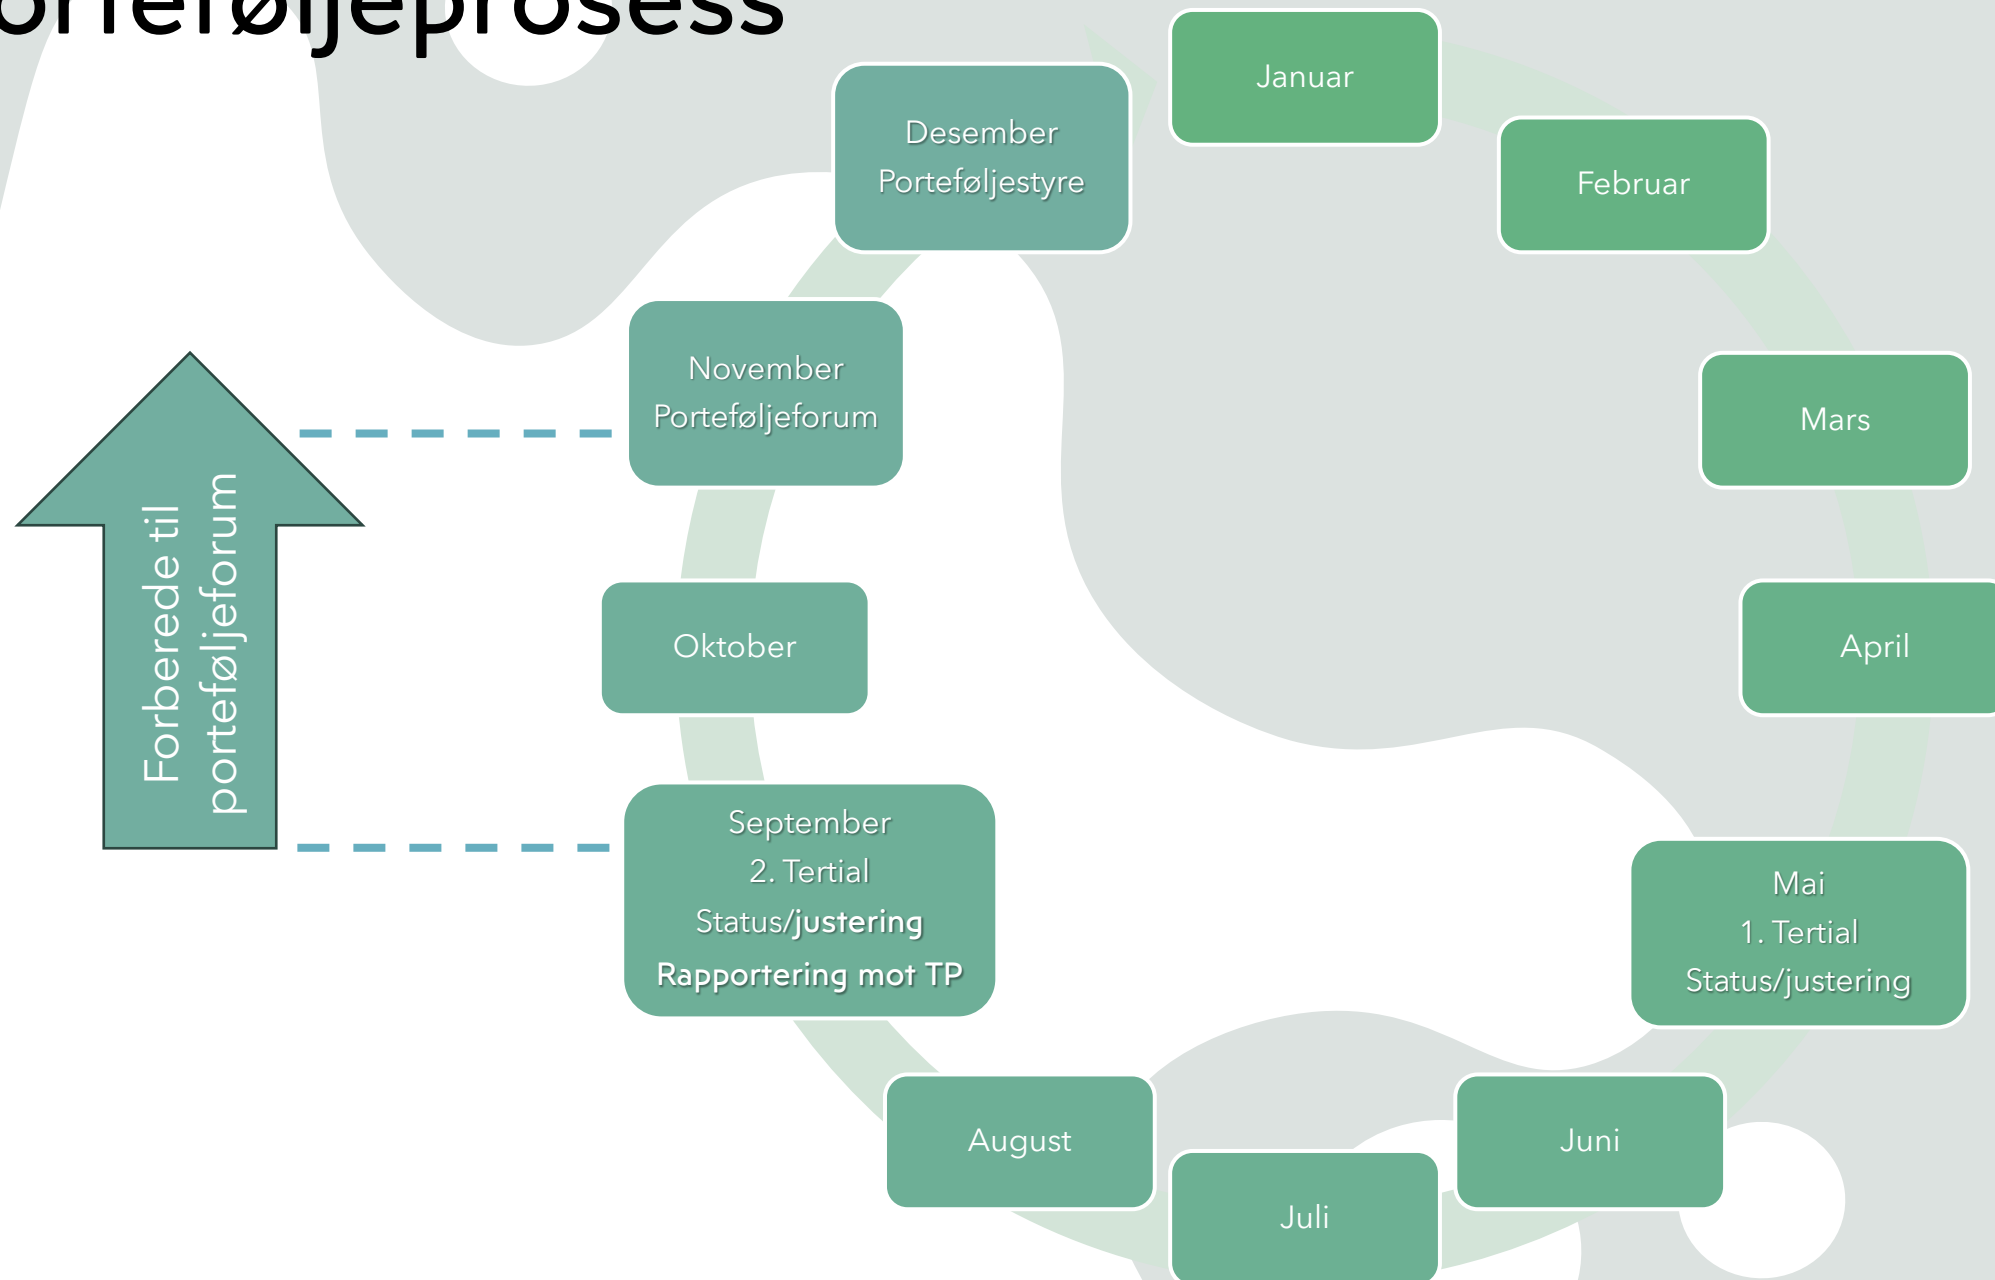 orteføljeprosess
Januar
Februar
Mars
April
Mai
1. Tertial
Status/justering
Juni
Juli
August
September
2. Tertial
Status/justering
Rapportering mot TP
Oktober
November
Porteføljeforum
Desember
Porteføljestyre
Forberede til
porteføljeforum